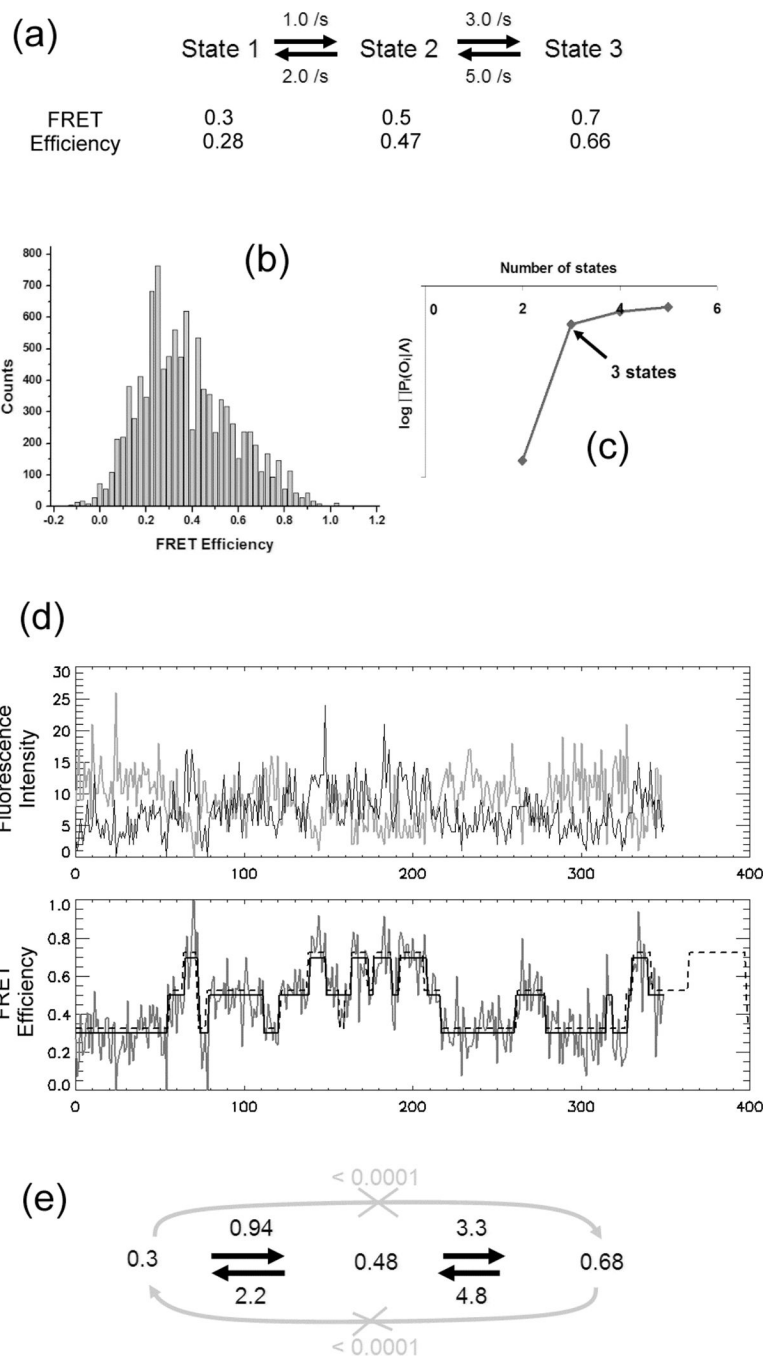 (a)
1.0 /s 3.0 /s
State 1 State 2 State 3
2.0 /s 5.0 /s
FRET 0.3 0.5 0.7
Efficiency 0.28 0.47 0.66
(b)
800
700
600
500
400
300
200
100
0
Counts
-0.2 0.0 0.2 0.4 0.6 0.8 1.0 1.2
FRET Efficiency
Number of states
0 2 4 6
3 states
log ∏Pᵢ(Oᵢ|Λ)
(c)
(d)
Fluorescence
Intensity
30
25
20
15
10
5
0
0 100 200 300 400
FRET
Efficiency
1.0
0.8
0.6
0.4
0.2
0.0
0 100 200 300 400
(e)
< 0.0001
0.94 3.3
0.3 0.48 0.68
2.2 4.8
< 0.0001